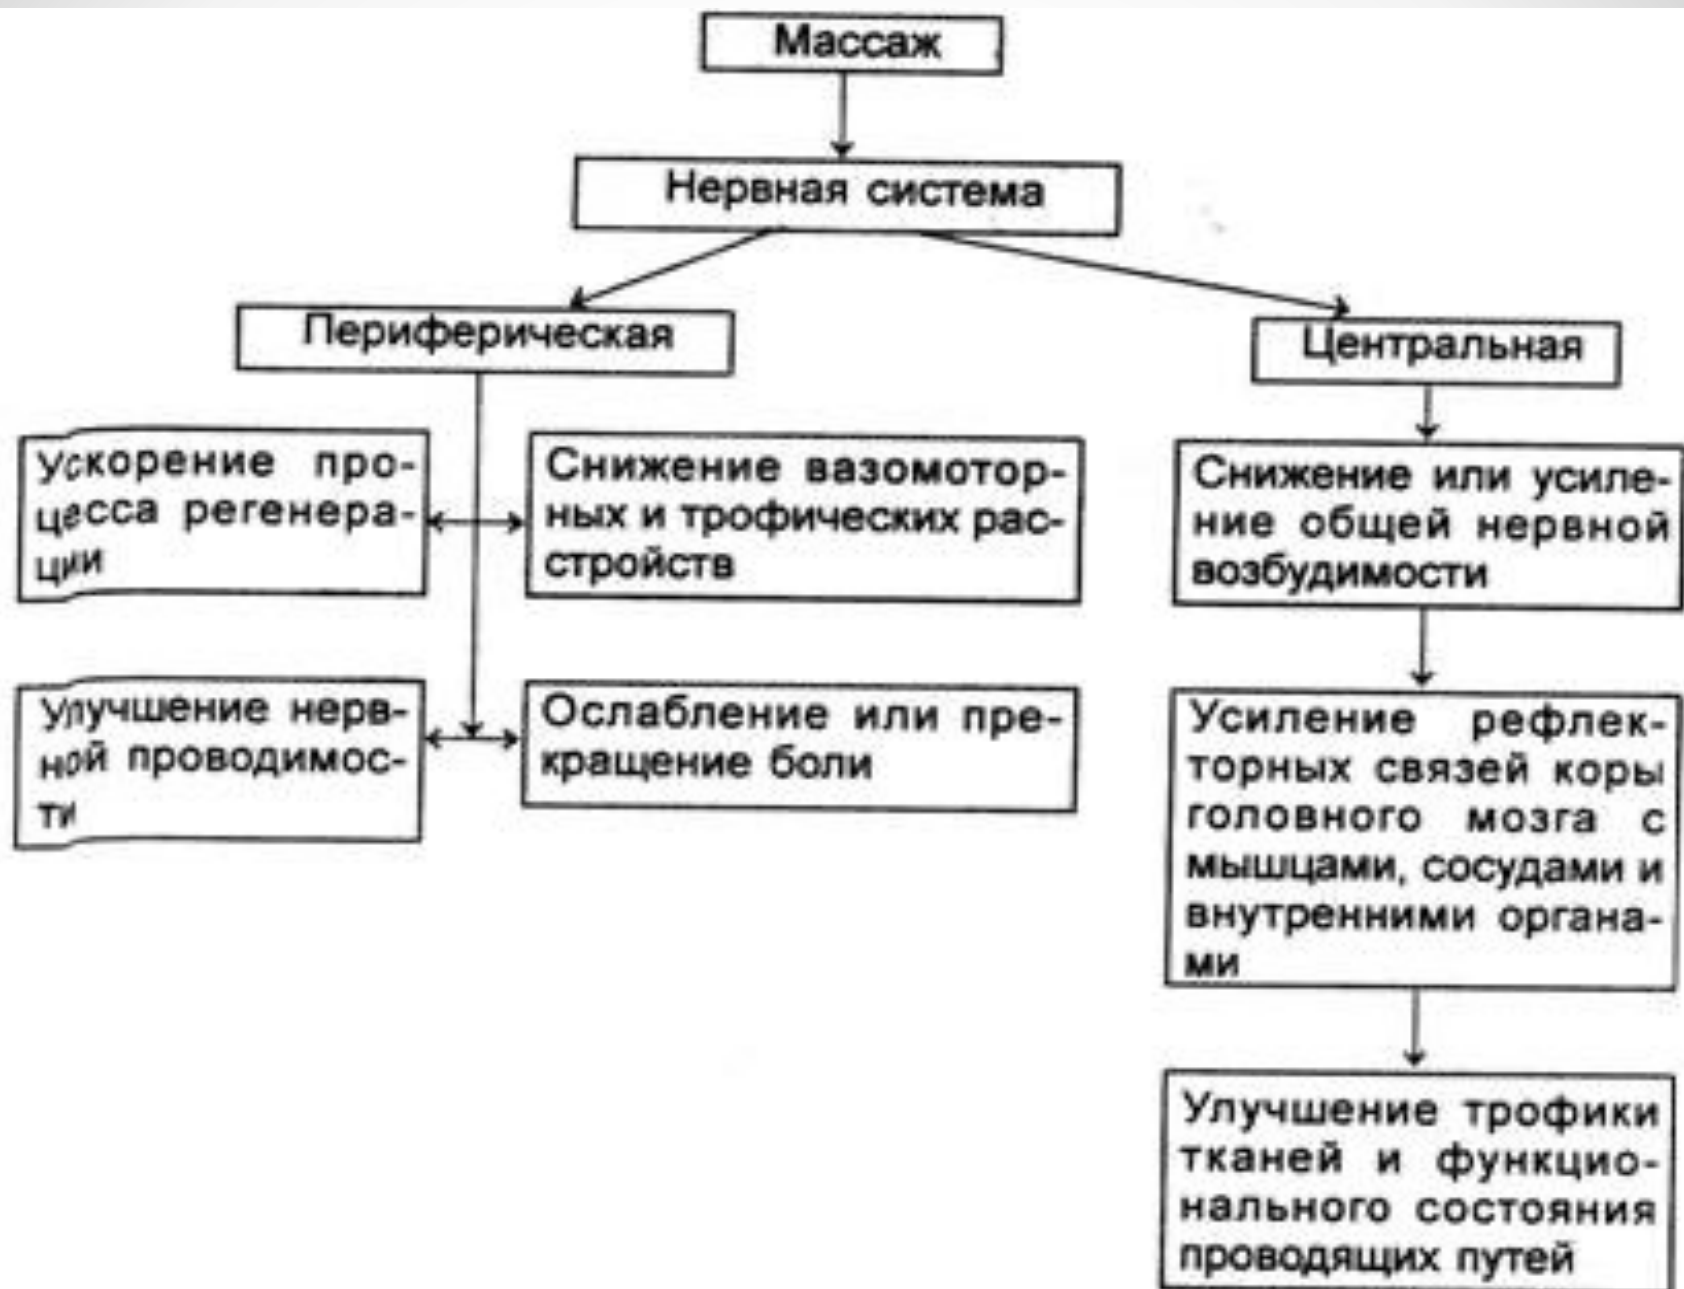 Массаж
Нервная система
Периферическая
Ускорение про-
цесса регенера-
ции
Снижение вазомотор-
ных и трофических рас-
стройств
Улучшение нерв-
ной проводимос-
ти
Ослабление или пре-
кращение боли
Центральная
Снижение или усиле-
ние общей нервной
возбудимости
Усиление рефлек-
торных связей коры
головного мозга с
мышцами, сосудами и
внутренними органа-
ми
Улучшение трофики
тканей и функцио-
нального состояния
проводящих путей